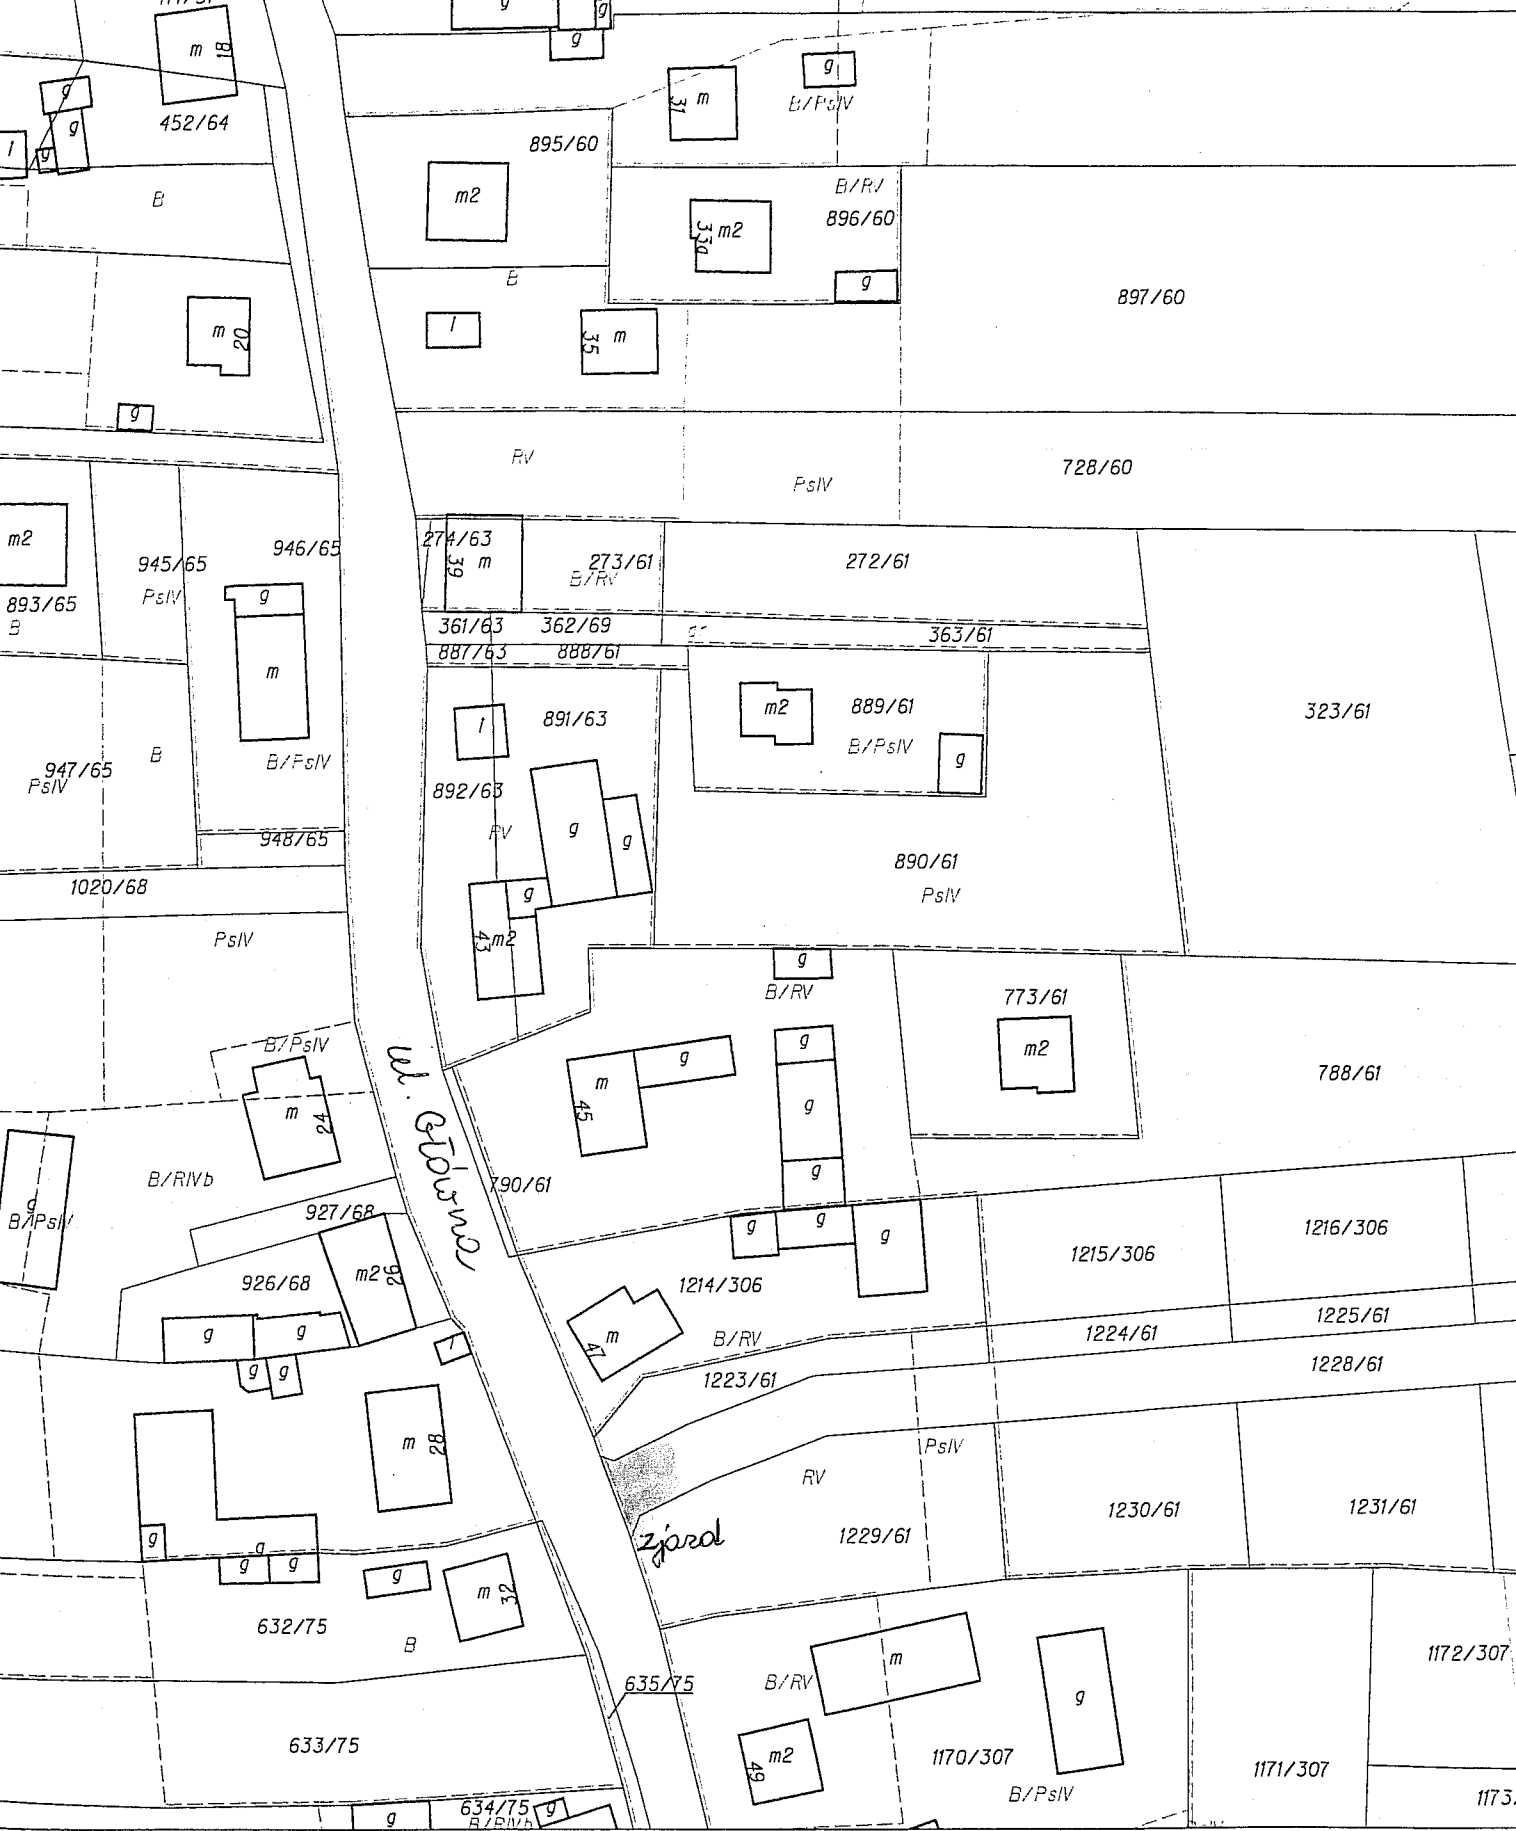 g
g
g
m
18
g
m
31
g
B/PsIV
g
452/64
g
895/60
l
g
B
m2
B/RV
896/60
33a
m2
B
g
897/60
m
20
l
35
m
g
RV
PsIV
728/60
m2
945/65
946/65
274/63
39
m
273/61
B/RV
272/61
PsIV
893/65
B
g
361/63
362/69
363/61
887/63
888/61
m
m2
889/61
l
891/63
323/61
B/PsIV
B
B/PsIV
947/65
PsIV
g
892/63
RV
g
g
948/65
890/61
1020/68
g
PsIV
PsIV
43
m2
g
B/RV
773/61
B/PsIV
ul. Główna
g
m2
m
g
788/61
m
24
45
g
B/RIVb
g
790/61
g
B/PsIV
927/68
g
g
g
1216/306
1215/306
m2
26
926/68
1214/306
1225/61
g
g
m
47
B/RV
1224/61
l
1228/61
g
g
1223/61
m
28
PsIV
RV
1230/61
1231/61
g
zjazd
1229/61
g
g
g
g
m
32
632/75
B
m
1172/307
635/75
B/RV
g
633/75
m2
49
1170/307
1171/307
B/PsIV
1173
634/75
g
g
B/RIVb